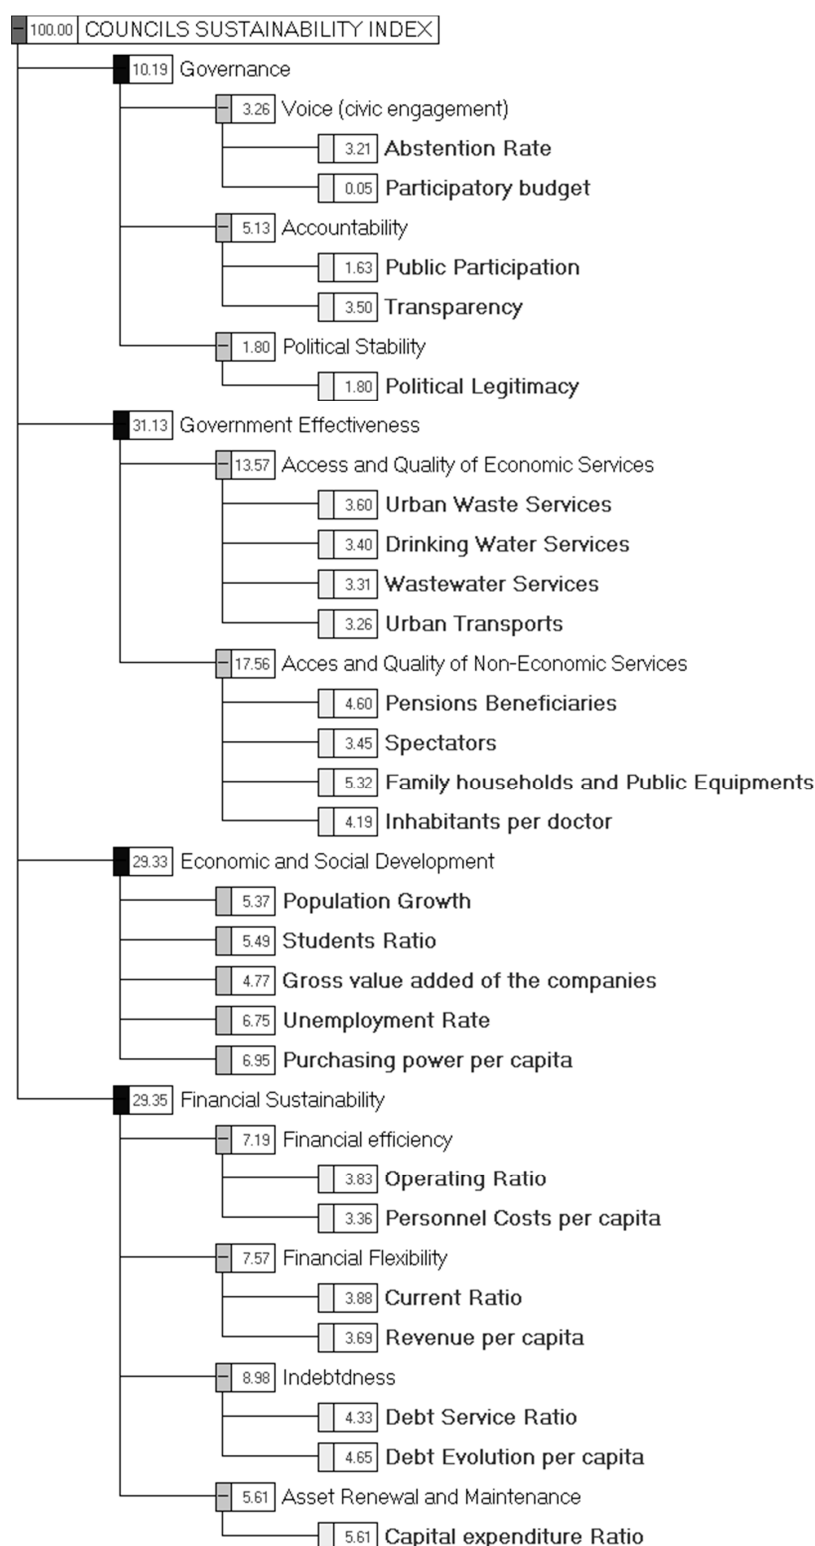 100.00 COUNCILS SUSTAINABILITY INDEX
10.19 Governance
3.26 Voice (civic engagement)
3.21 Abstention Rate
0.05 Participatory budget
5.13 Accountability
1.63 Public Participation
3.50 Transparency
1.80 Political Stability
1.80 Political Legitimacy
31.13 Government Effectiveness
13.57 Access and Quality of Economic Services
3.60 Urban Waste Services
3.40 Drinking Water Services
3.31 Wastewater Services
3.26 Urban Transports
17.56 Acces and Quality of Non-Economic Services
4.60 Pensions Beneficiaries
3.45 Spectators
5.32 Family households and Public Equipments
4.19 Inhabitants per doctor
29.33 Economic and Social Development
5.37 Population Growth
5.49 Students Ratio
4.77 Gross value added of the companies
6.75 Unemployment Rate
6.95 Purchasing power per capita
29.35 Financial Sustainability
7.19 Financial efficiency
3.83 Operating Ratio
3.36 Personnel Costs per capita
7.57 Financial Flexibility
3.88 Current Ratio
3.69 Revenue per capita
8.98 Indebtdness
4.33 Debt Service Ratio
4.65 Debt Evolution per capita
5.61 Asset Renewal and Maintenance
5.61 Capital expenditure Ratio